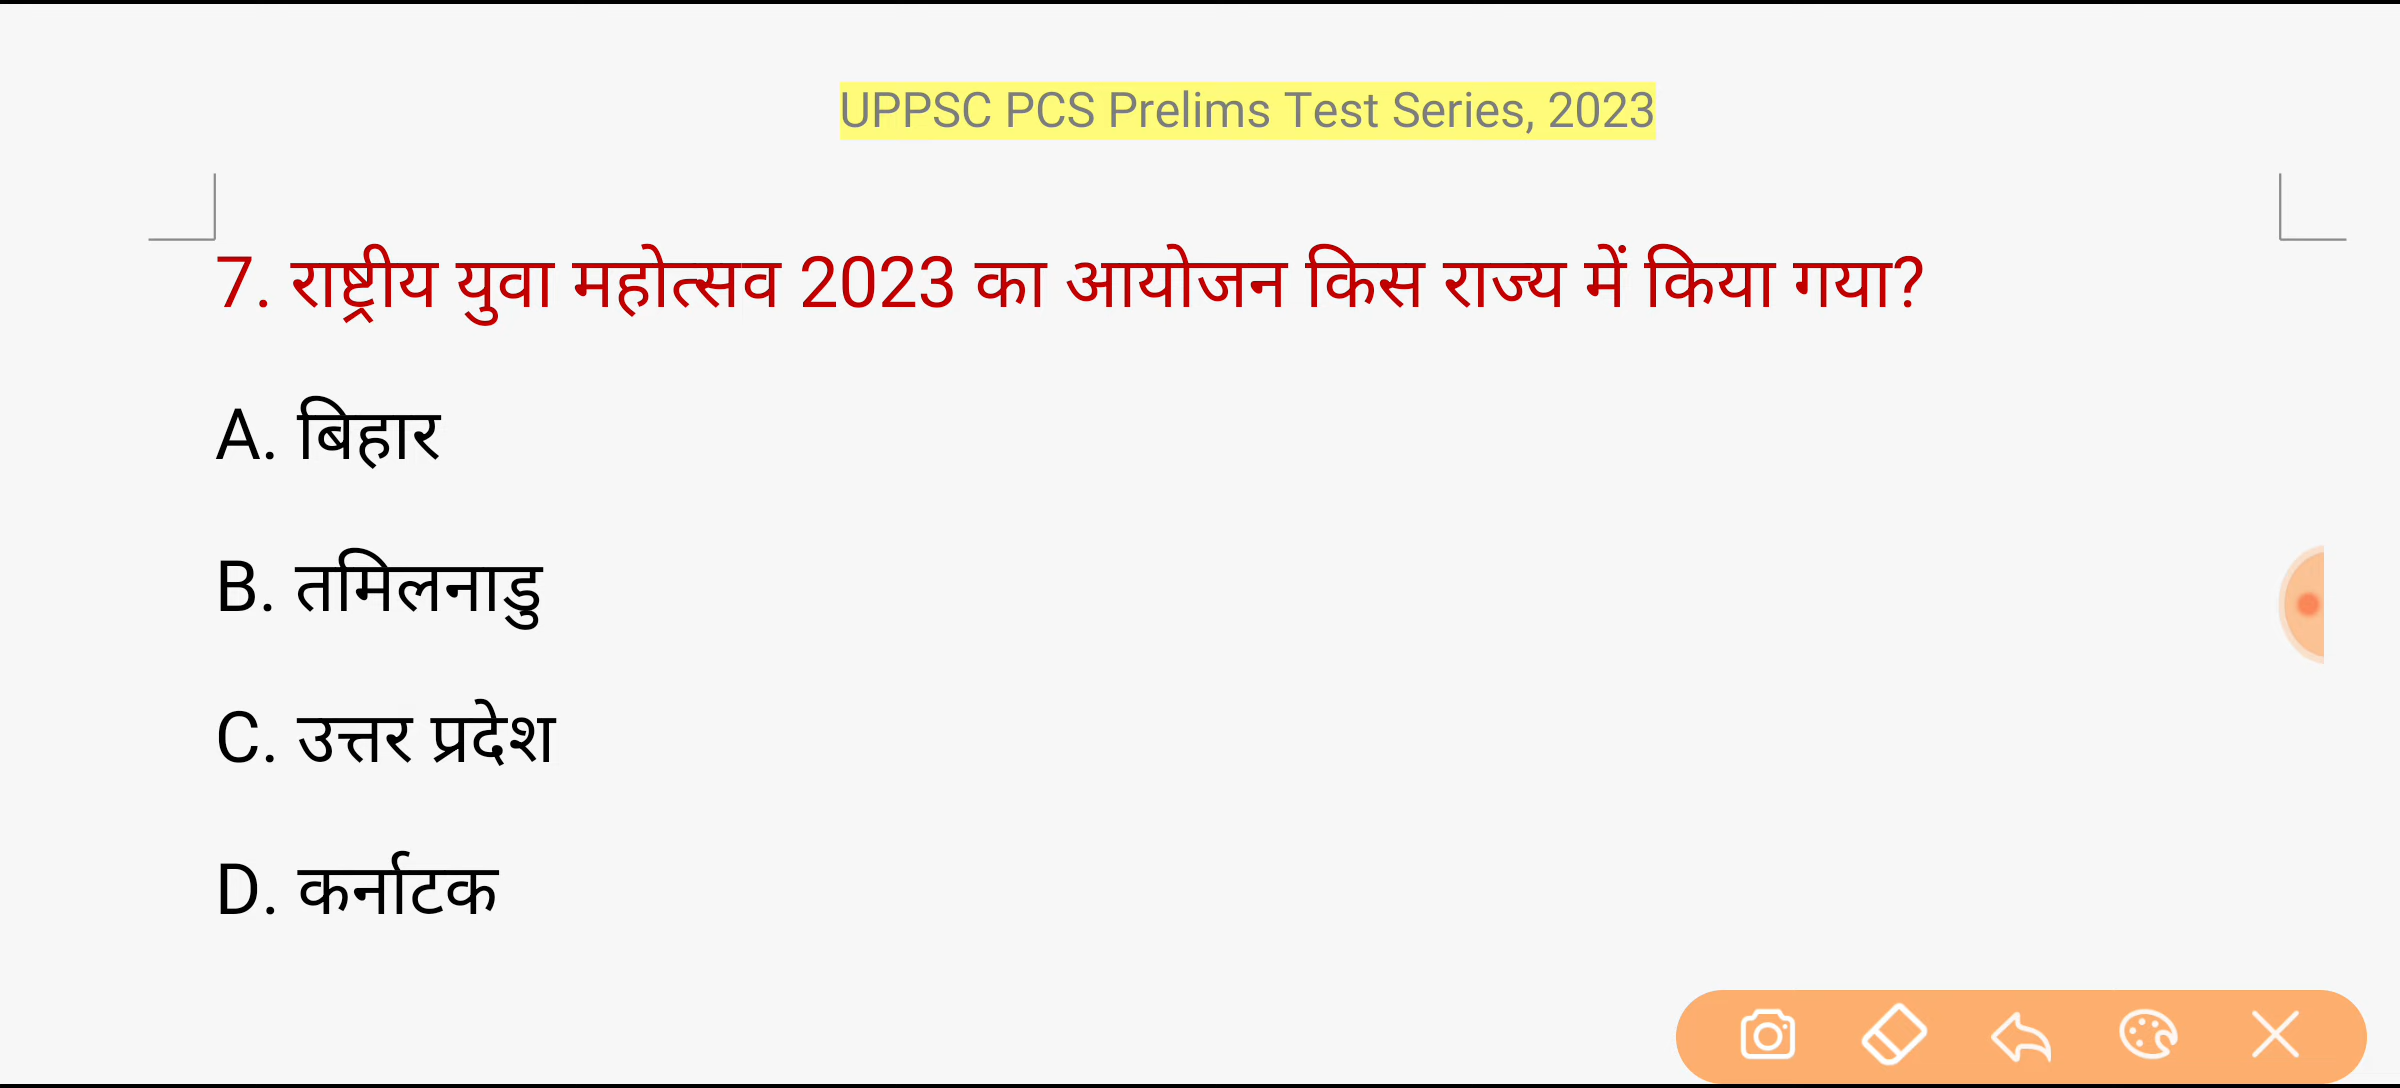 UPPSC PCS Prelims Test Series, 2023
7. राष्ट्रीय युवा महोत्सव 2023 का आयोजन किस राज्य में किया गया?
A. बिहार
B. तमिलनाडु
C. उत्तर प्रदेश
D. कर्नाटक